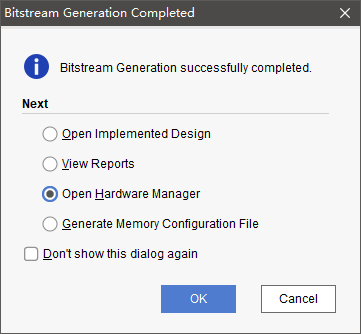 Bitstream Generation Completed
Bitstream Generation successfully completed.
Next
Open Implemented Design
View Reports
Open Hardware Manager
Generate Memory Configuration File
Don't show this dialog again
OK
Cancel